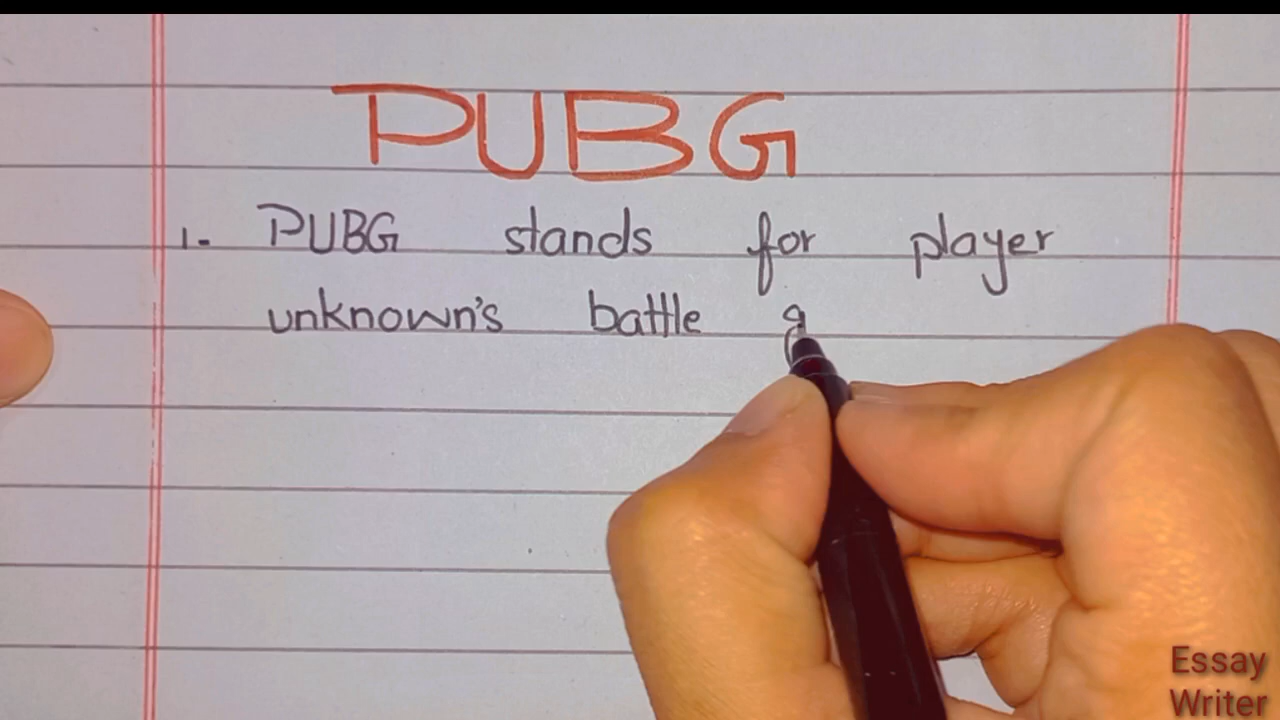 PUBG
1- PUBG stands for player
unknown's battle g
Essay
Writer